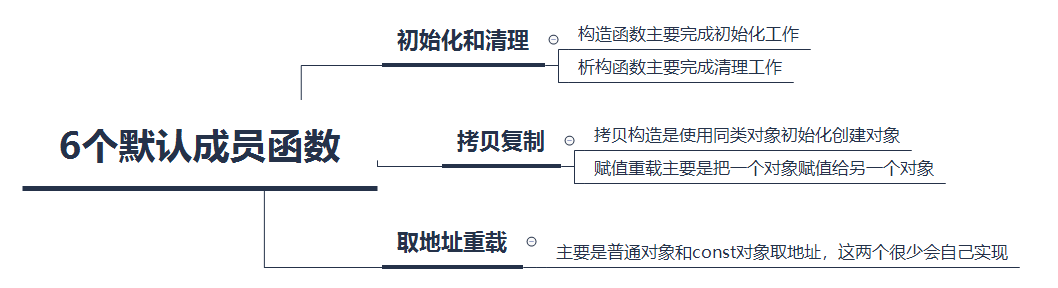 初始化和清理
构造函数主要完成初始化工作
析构函数主要完成清理工作
6个默认成员函数
拷贝复制
拷贝构造是使用同类对象初始化创建对象
赋值重载主要是把一个对象赋值给另一个对象
取地址重载
主要是普通对象和const对象取地址，这两个很少会自己实现